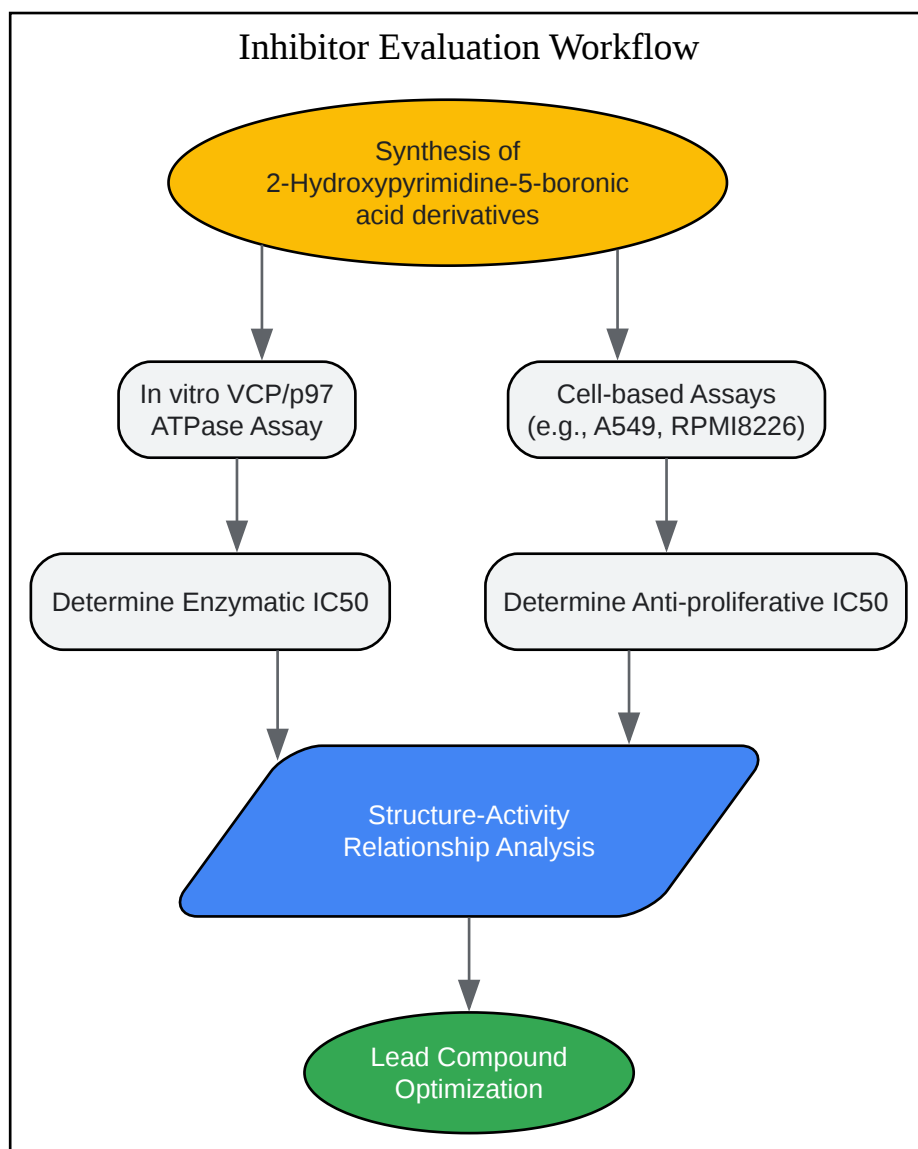 Inhibitor Evaluation Workflow
Synthesis of
2-Hydroxypyrimidine-5-boronic
acid derivatives
In vitro VCP/p97
ATPase Assay
Cell-based Assays
(e.g., A549, RPMI8226)
Determine Enzymatic IC50
Determine Anti-proliferative IC50
Structure-Activity
Relationship Analysis
Lead Compound
Optimization